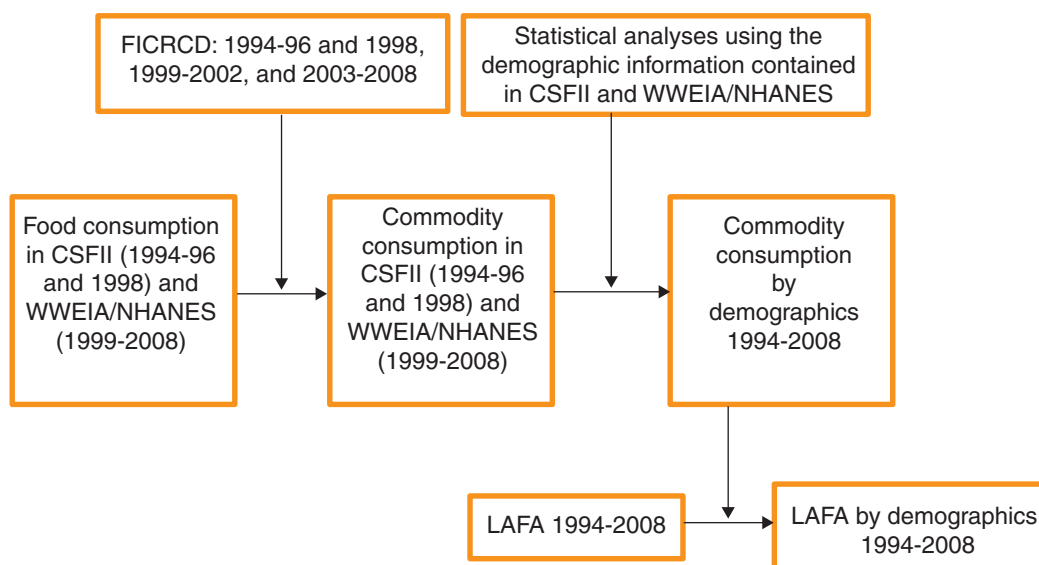 FICRCD: 1994-96 and 1998,
1999-2002, and 2003-2008
Statistical analyses using the
demographic information contained
in CSFII and WWEIA/NHANES
Food consumption
in CSFII (1994-96
and 1998) and
WWEIA/NHANES
(1999-2008)
Commodity
consumption in
CSFII (1994-96
and 1998) and
WWEIA/NHANES
(1999-2008)
Commodity
consumption
by
demographics
1994-2008
LAFA 1994-2008
LAFA by demographics
1994-2008